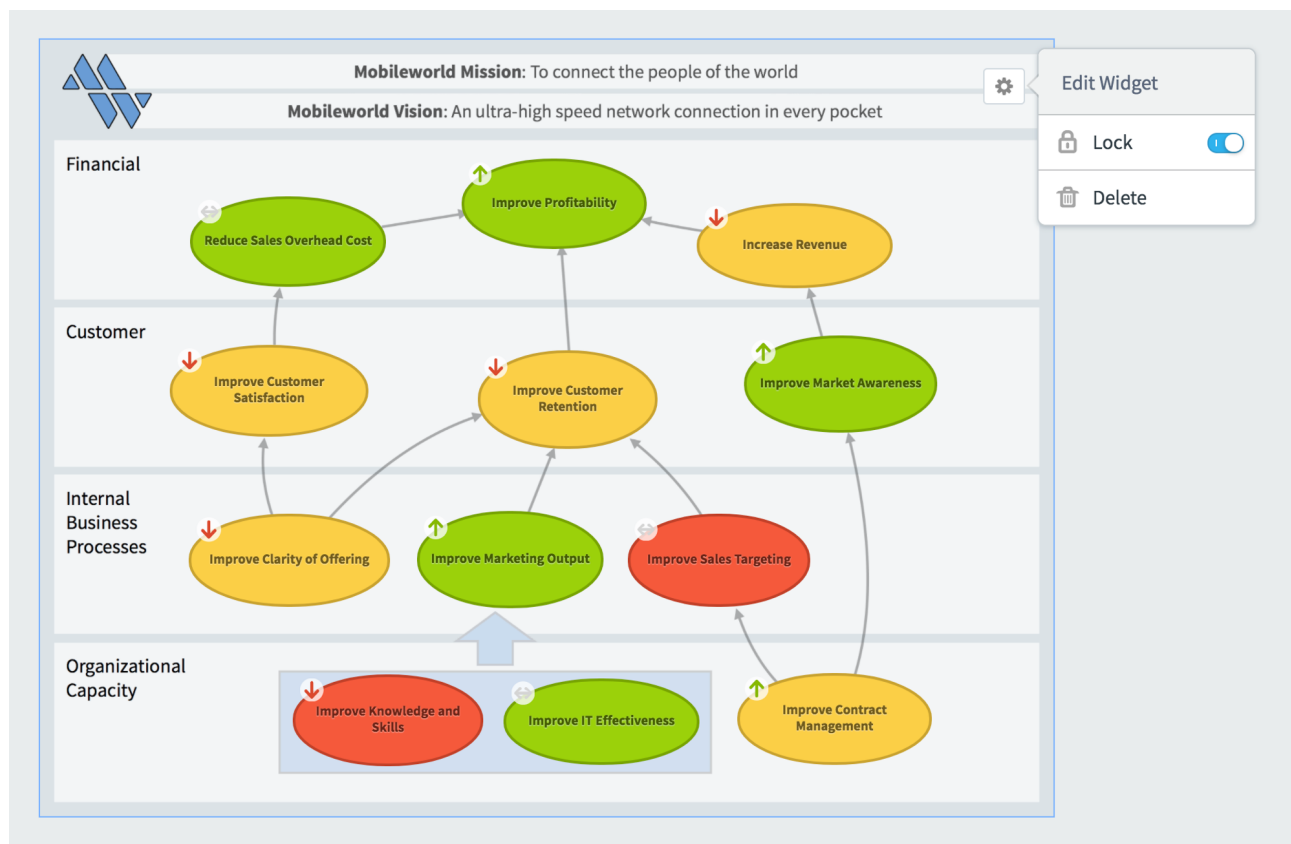 Mobileworld Mission: To connect the people of the world
Mobileworld Vision: An ultra-high speed network connection in every pocket
Edit Widget
Lock
Delete
Financial
Improve Profitability
Reduce Sales Overhead Cost
Increase Revenue
Customer
Improve Customer
Satisfaction
Improve Customer
Retention
Improve Market Awareness
Internal
Business
Processes
Improve Clarity of Offering
Improve Marketing Output
Improve Sales Targeting
Organizational
Capacity
Improve Knowledge and
Skills
Improve IT Effectiveness
Improve Contract
Management